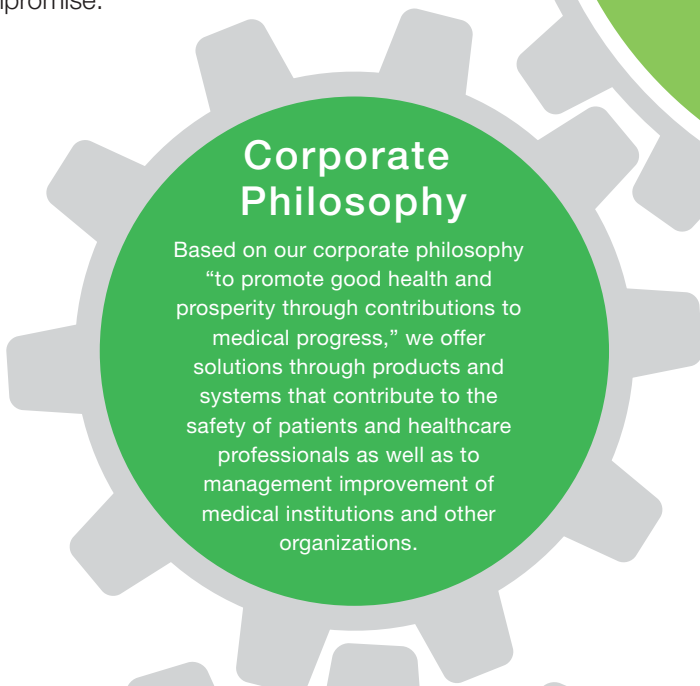 Corporate
Philosophy
Based on our corporate philosophy
“to promote good health and
prosperity through contributions to
medical progress,” we offer
solutions through products and
systems that contribute to the
safety of patients and healthcare
professionals as well as to
management improvement of
medical institutions and other
organizations.